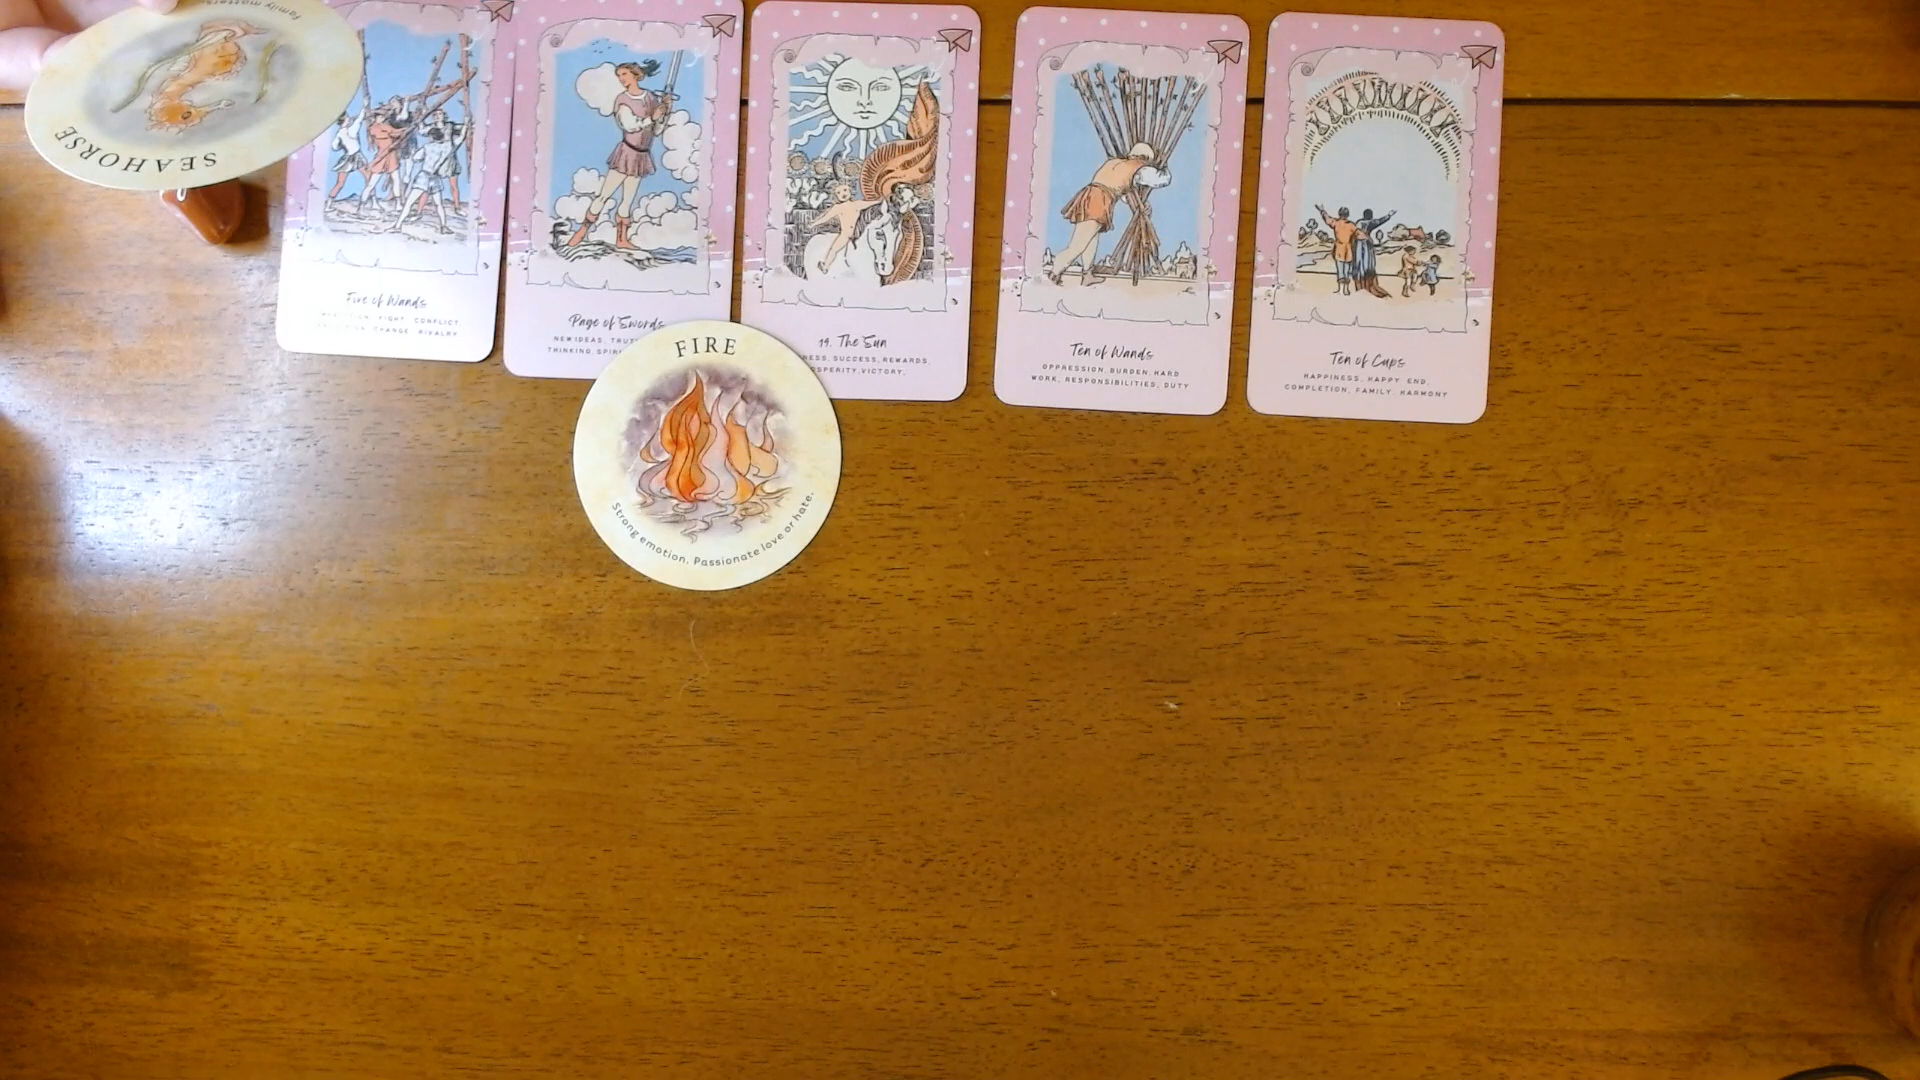 Family matters
SEAHORSE
Five of Wands
FIGHT, CONFLICT,
CHANGE, RIVALRY
Page of Swords
NEW IDEAS,
THINKING,
FIRE
Strong emotion. Passionate love or hate.
19. The Sun
SUCCESS, REWARDS,
VICTORY,
Ten of Wands
OPPRESSION, BURDEN, HARD
WORK, RESPONSIBILITIES, DUTY
Ten of Cups
HAPPINESS, HAPPY END,
COMPLETION, FAMILY, HARMONY